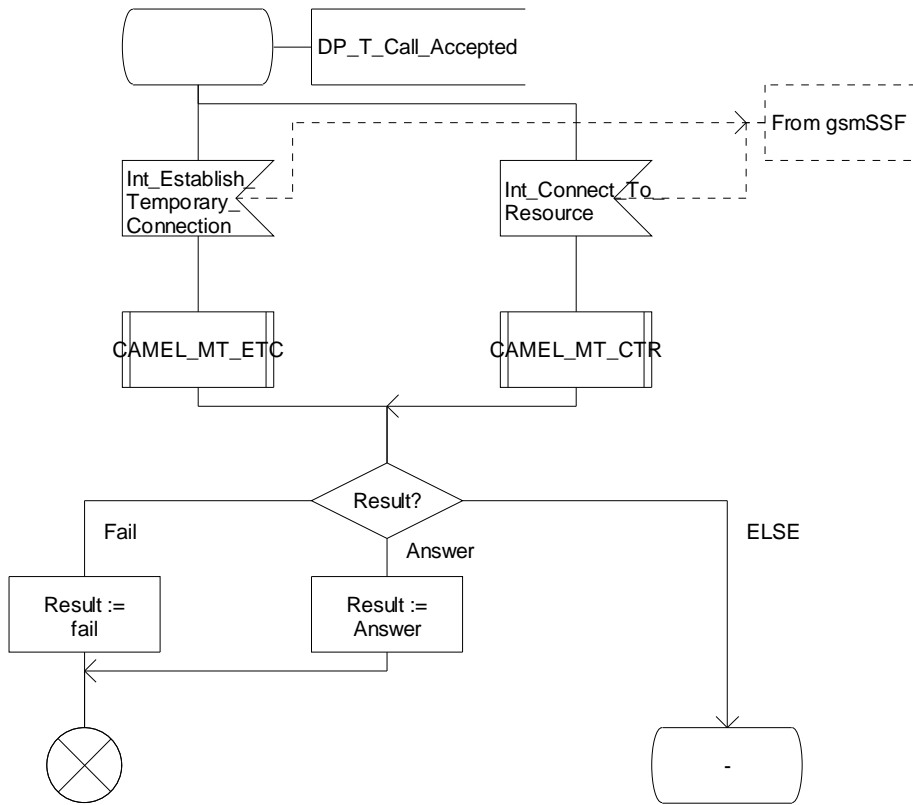 DP_T_Call_Accepted
From gsmSSF
Int_Establish_
Temporary_
Connection
Int_Connect_To_
Resource
CAMEL_MT_ETC
CAMEL_MT_CTR
Result?
Fail
Answer
ELSE
Result :=
fail
Result :=
Answer
-